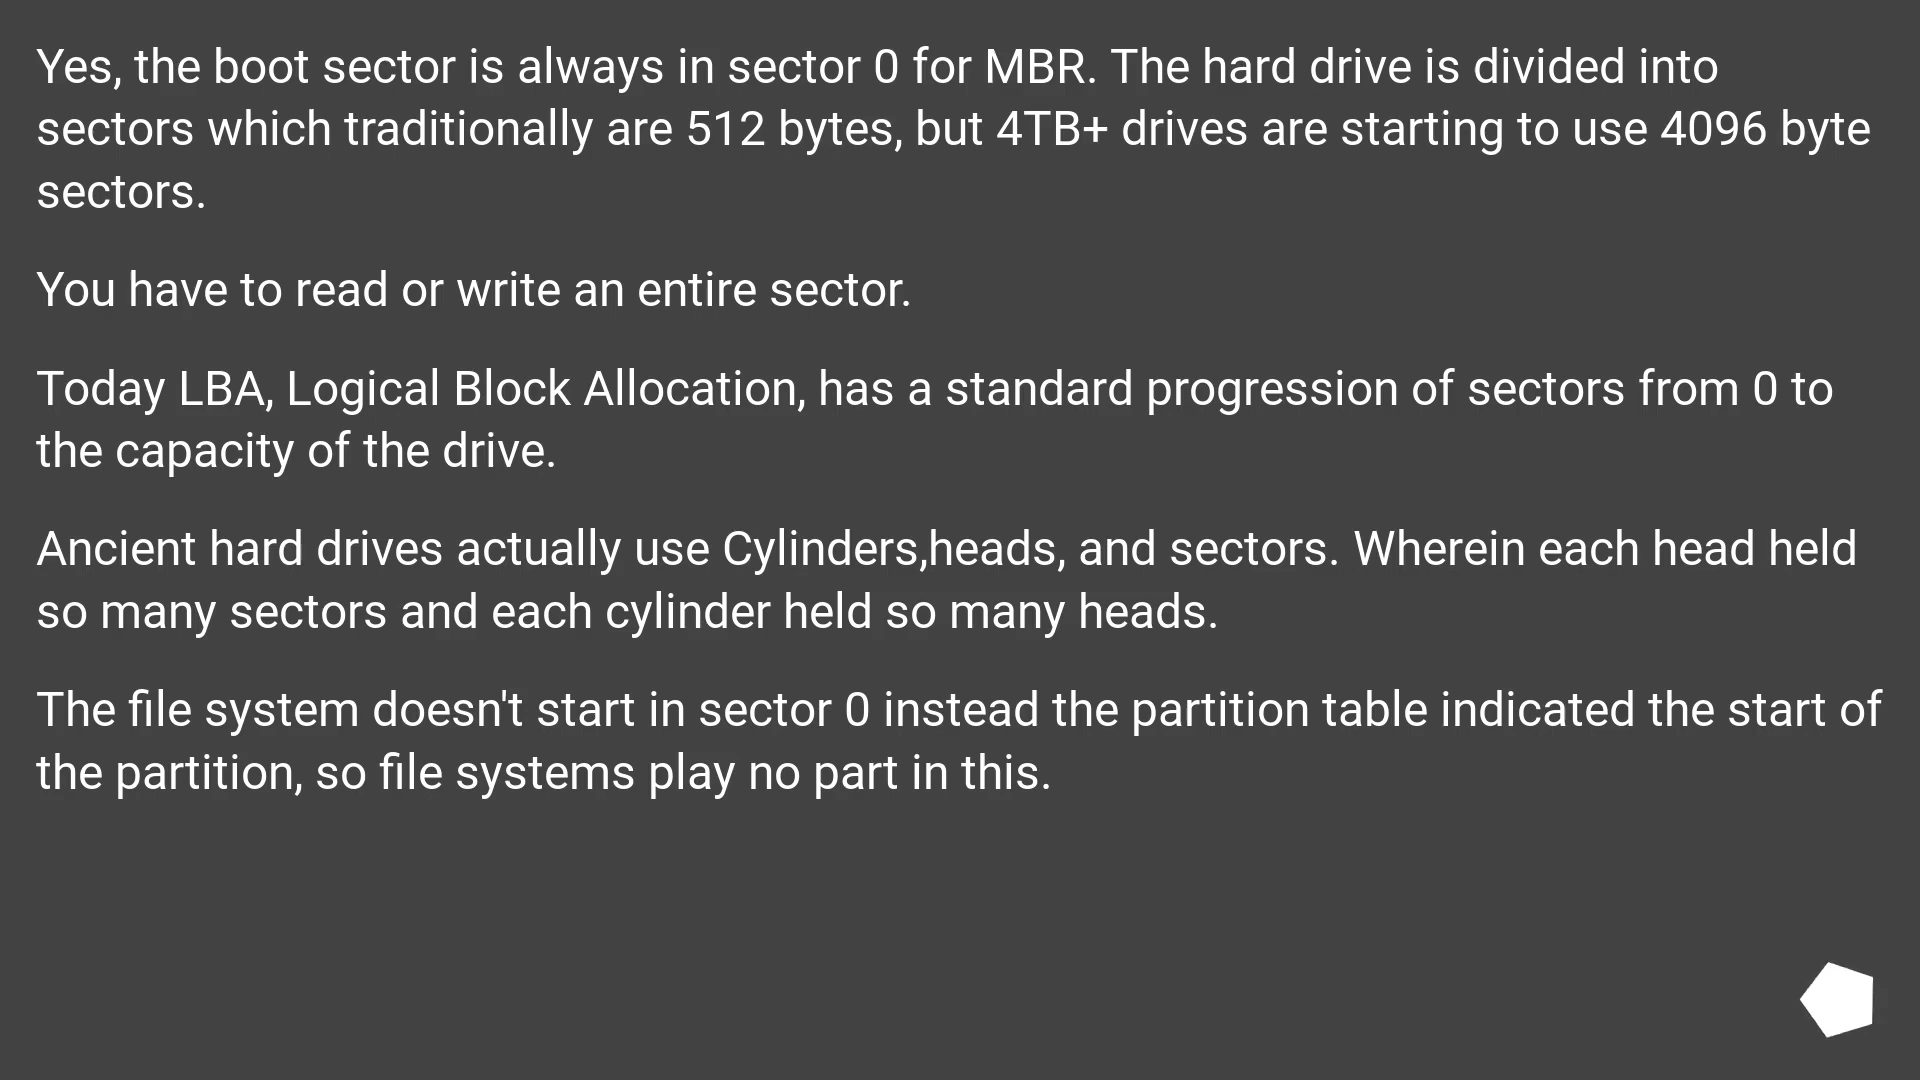 Yes, the boot sector is always in sector 0 for MBR. The hard drive is divided into
sectors which traditionally are 512 bytes, but 4TB+ drives are starting to use 4096 byte
sectors.
You have to read or write an entire sector.
Today LBA, Logical Block Allocation, has a standard progression of sectors from 0 to
the capacity of the drive.
Ancient hard drives actually use Cylinders,heads, and sectors. Wherein each head held
so many sectors and each cylinder held so many heads.
The file system doesn't start in sector 0 instead the partition table indicated the start of
the partition, so file systems play no part in this.